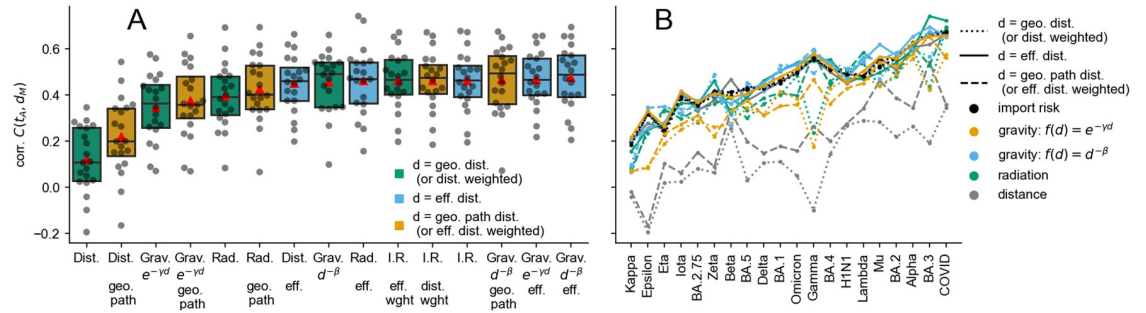 A
corr. C(t_A, d_M)
0.6
0.4
0.2
0.0
−0.2
d = geo. dist.
(or dist. weighted)
d = eff. dist.
d = geo. path dist.
(or eff. dist. weighted)
Dist.
Dist.
geo.
path
Grav.
e^{−γd}
Grav.
e^{−γd}
geo.
path
Rad.
Rad.
geo.
path
Dist.
eff.
Grav.
d^{−β}
Rad.
eff.
I.R.
eff.
wght
I.R.
dist.
wght
I.R.
Grav.
d^{−β}
geo.
path
Grav.
e^{−γd}
eff.
Grav.
d^{−β}
eff.
B
Kappa
Epsilon
Eta
Iota
BA.2.75
Zeta
Beta
BA.5
Delta
BA.1
Omicron
Gamma
BA.4
H1N1
Lambda
Mu
BA.2
Alpha
BA.3
COVID
d = geo. dist.
(or dist. weighted)
d = eff. dist.
d = geo. path dist.
(or eff. dist. weighted)
import risk
gravity: f(d) = e^{−γd}
gravity: f(d) = d^{−β}
radiation
distance